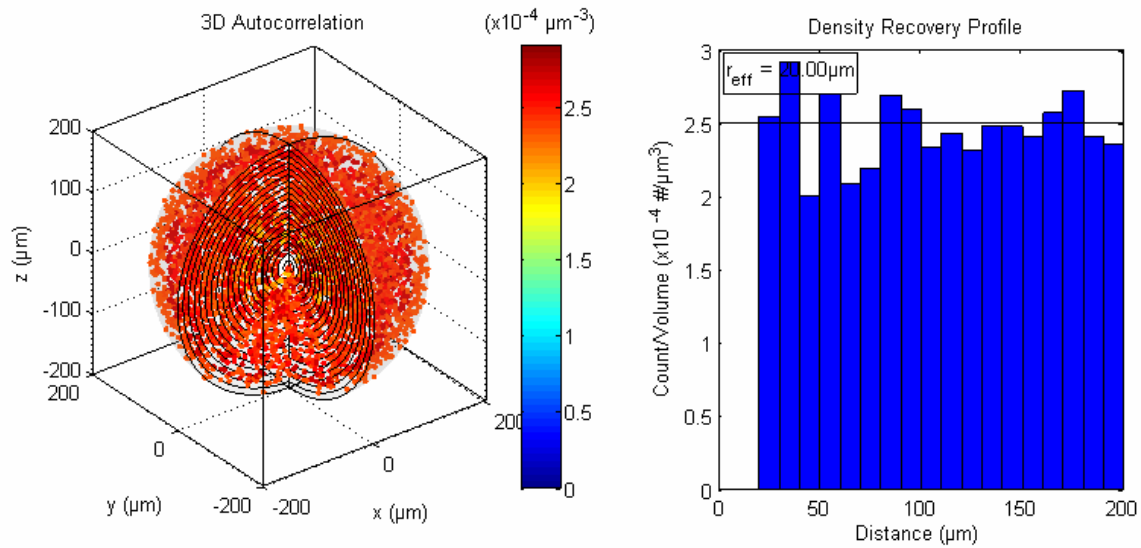 3D Autocorrelation
(x10⁻⁴ µm⁻³)
200
100
0
-100
-200
z (µm)
200
0
-200
y (µm)
-200
0
200
x (µm)
2.5
2
1.5
1
0.5
0
Density Recovery Profile
r_eff = 20.00µm
3
2.5
2
1.5
1
0.5
0
Count/Volume (x10⁻⁴ #/µm³)
0 50 100 150 200
Distance (µm)